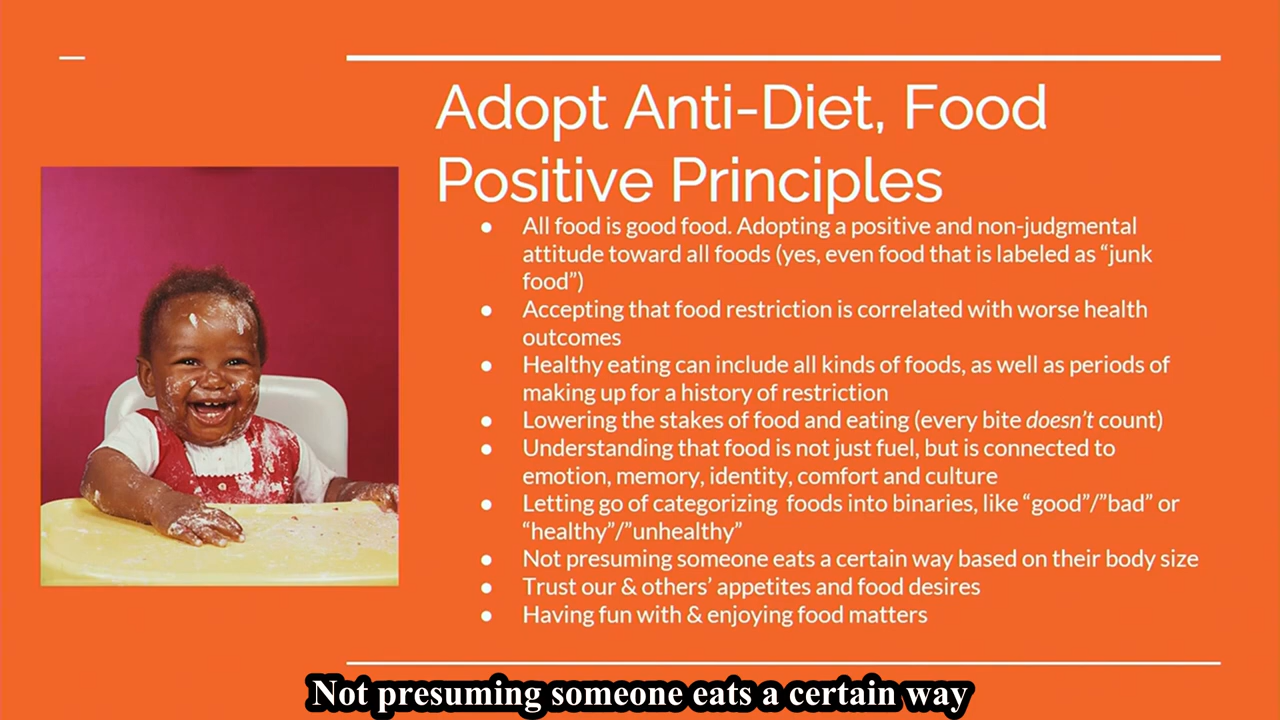 Adopt Anti-Diet, Food
Positive Principles
● All food is good food. Adopting a positive and non-judgmental
attitude toward all foods (yes, even food that is labeled as “junk
food”)
● Accepting that food restriction is correlated with worse health
outcomes
● Healthy eating can include all kinds of foods, as well as periods of
making up for a history of restriction
● Lowering the stakes of food and eating (every bite doesn’t count)
● Understanding that food is not just fuel, but is connected to
emotion, memory, identity, comfort and culture
● Letting go of categorizing  foods into binaries, like “good”/”bad” or
“healthy”/”unhealthy”
● Not presuming someone eats a certain way based on their body size
● Trust our & others’ appetites and food desires
● Having fun with & enjoying food matters
Not presuming someone eats a certain way